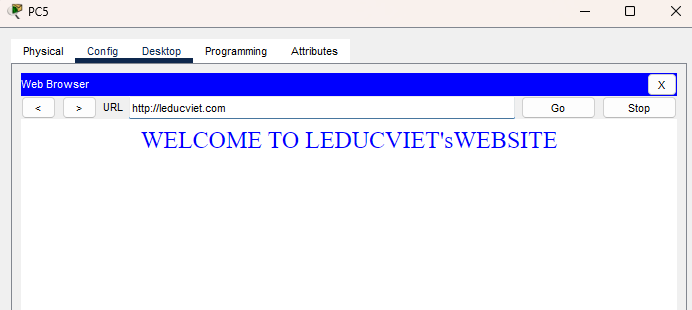 PC5
Physical Config Desktop Programming Attributes
Web Browser X
< > URL http://leducviet.com Go Stop
WELCOME TO LEDUCVIET'sWEBSITE